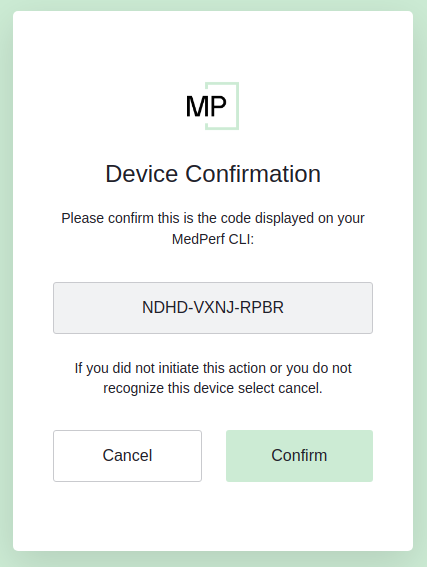 MP
Device Confirmation
Please confirm this is the code displayed on your
MedPerf CLI:
NDHD-VXNJ-RPBR
If you did not initiate this action or you do not
recognize this device select cancel.
Cancel Confirm